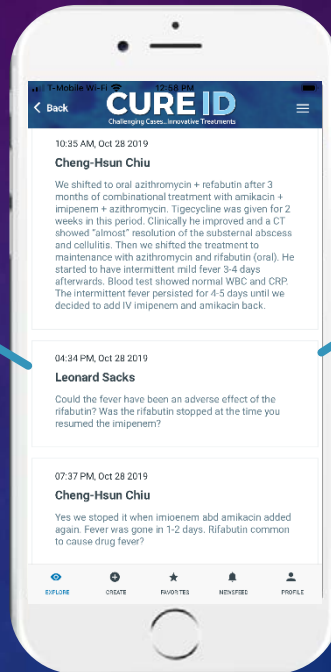 T-Mobile Wi-Fi 12:58 PM
Back
CURE ID
Challenging Cases...Innovative Treatments
10:35 AM, Oct 28 2019
Cheng-Hsun Chiu
We shifted to oral azithromycin + refabutin after 3
months of combinational treatment with amikacin +
imipenem + azithromycin. Tigecycline was given for 2
weeks in this period. Clinically he improved and a CT
showed "almost" resolution of the substernal abscess
and cellulitis. Then we shifted the treatment to
maintenance with azithromycin and rifabutin (oral). He
started to have intermittent mild fever 3-4 days
afterwards. Blood test showed normal WBC and CRP.
The intermittent fever persisted for 4-5 days until we
decided to add IV imipenem and amikacin back.
04:34 PM, Oct 28 2019
Leonard Sacks
Could the fever have been an adverse effect of the
rifabutin? Was the rifabutin stopped at the time you
resumed the imipenem?
07:37 PM, Oct 28 2019
Cheng-Hsun Chiu
Yes we stoped it when imioenem abd amikacin added
again. Fever was gone in 1-2 days. Rifabutin common
to cause drug fever?
EXPLORE CREATE FAVORITES NEWSFEED PROFILE